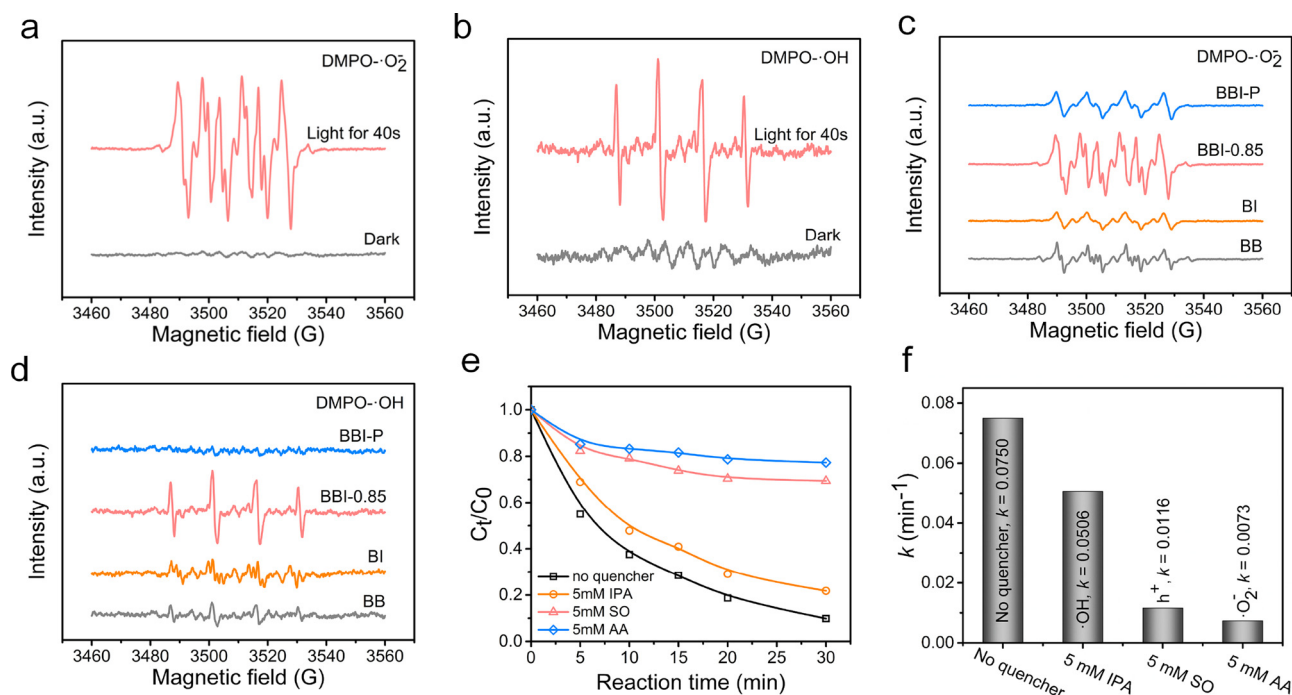 a
DMPO-·O₂⁻
Light for 40s
Dark
Intensity (a.u.)
3460 3480 3500 3520 3540 3560
Magnetic field (G)
b
DMPO-·OH
Light for 40s
Dark
Intensity (a.u.)
3460 3480 3500 3520 3540 3560
Magnetic field (G)
c
DMPO-·O₂⁻
BBI-P
BBI-0.85
BI
BB
Intensity (a.u.)
3460 3480 3500 3520 3540 3560
Magnetic field (G)
d
DMPO-·OH
BBI-P
BBI-0.85
BI
BB
Intensity (a.u.)
3460 3480 3500 3520 3540 3560
Magnetic field (G)
e
1.0
0.8
0.6
0.4
0.2
0.0
Cₜ/C₀
no quencher
5mM IPA
5mM SO
5mM AA
0 5 10 15 20 25 30
Reaction time (min)
f
0.08
0.06
0.04
0.02
0.00
k (min⁻¹)
No quencher, k = 0.0750
·OH, k = 0.0506
h⁺, k = 0.0116
·O₂⁻, k = 0.0073
No quencher
5 mM IPA
5 mM SO
5 mM AA